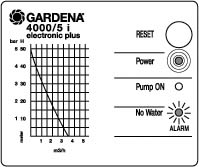 GARDENA®
4000/5 i
electronic plus
bar H
RESET
5 50
4 40
Power
3 30
Pump ON
2 20
No Water
1 10
ALARM
meter
1 2 3 4 5
m3/h